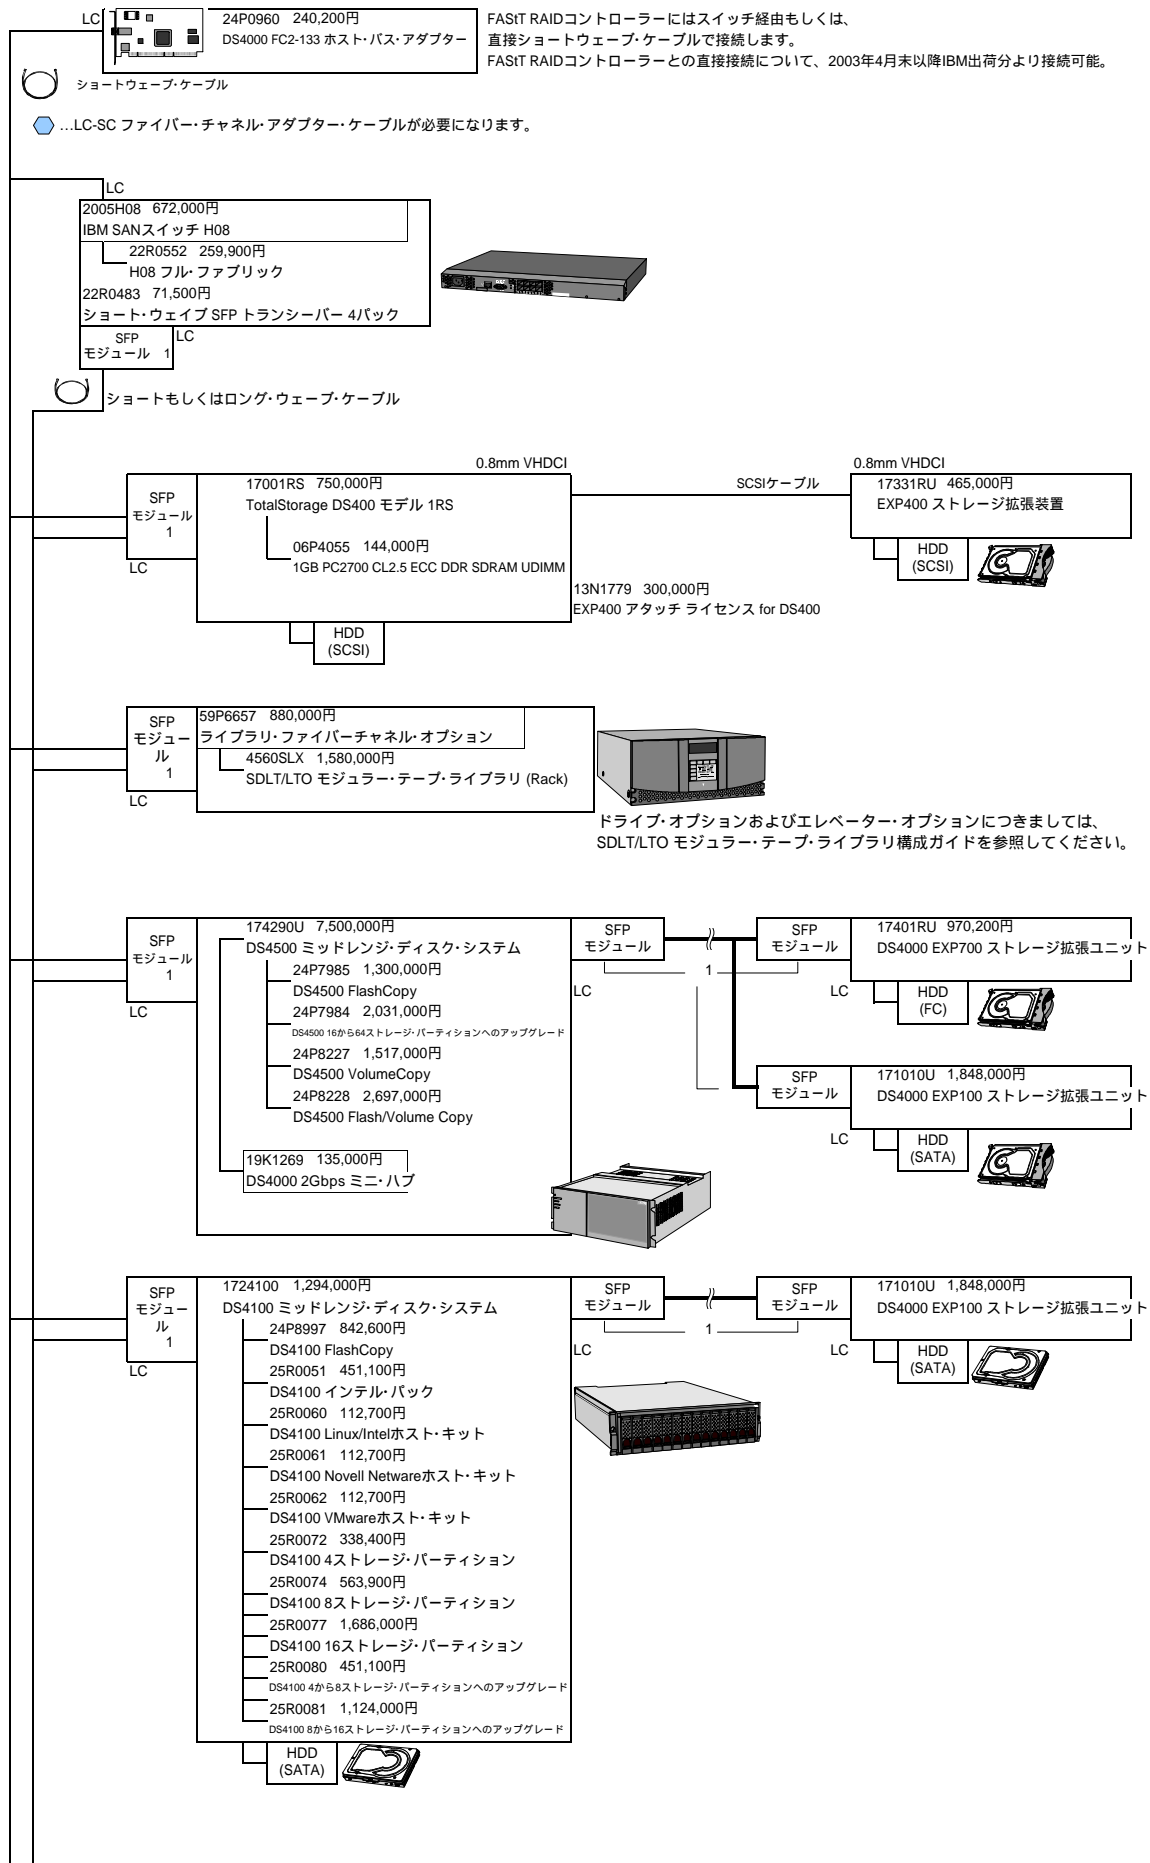 LC
24P0960 240,200円
DS4000 FC2-133 ホスト・バス・アダプター
FAStT RAIDコントローラーにはスイッチ経由もしくは、
直接ショートウェーブ・ケーブルで接続します。
FAStT RAIDコントローラーとの直接接続について、2003年4月末以降IBM出荷分より接続可能。
ショートウェーブ・ケーブル
…LC-SC ファイバー・チャネル・アダプター・ケーブルが必要になります。
LC
2005H08 672,000円
IBM SANスイッチ H08
22R0552 259,900円
H08 フル・ファブリック
22R0483 71,500円
ショート・ウェイブ SFP トランシーバー 4パック
SFP
モジュール 1
LC
ショートもしくはロング・ウェーブ・ケーブル
SFP
モジュール
1
LC
0.8mm VHDCI
17001RS 750,000円
TotalStorage DS400 モデル 1RS
06P4055 144,000円
1GB PC2700 CL2.5 ECC DDR SDRAM UDIMM
HDD
(SCSI)
SCSIケーブル
13N1779 300,000円
EXP400 アタッチ ライセンス for DS400
0.8mm VHDCI
17331RU 465,000円
EXP400 ストレージ拡張装置
HDD
(SCSI)
SFP
モジュー
ル
1
LC
59P6657 880,000円
ライブラリ・ファイバーチャネル・オプション
4560SLX 1,580,000円
SDLT/LTO モジュラー・テープ・ライブラリ (Rack)
ドライブ・オプションおよびエレベーター・オプションにつきましては、
SDLT/LTO モジュラー・テープ・ライブラリ構成ガイドを参照してください。
SFP
モジュール
1
LC
174290U 7,500,000円
DS4500 ミッドレンジ・ディスク・システム
24P7985 1,300,000円
DS4500 FlashCopy
24P7984 2,031,000円
DS4500 16から64ストレージ・パーティションへのアップグレード
24P8227 1,517,000円
DS4500 VolumeCopy
24P8228 2,697,000円
DS4500 Flash/Volume Copy
19K1269 135,000円
DS4000 2Gbps ミニ・ハブ
SFP
モジュール
LC
1
SFP
モジュール
LC
17401RU 970,200円
DS4000 EXP700 ストレージ拡張ユニット
HDD
(FC)
SFP
モジュール
LC
171010U 1,848,000円
DS4000 EXP100 ストレージ拡張ユニット
HDD
(SATA)
SFP
モジュー
ル
1
LC
1724100 1,294,000円
DS4100 ミッドレンジ・ディスク・システム
24P8997 842,600円
DS4100 FlashCopy
25R0051 451,100円
DS4100 インテル・パック
25R0060 112,700円
DS4100 Linux/Intelホスト・キット
25R0061 112,700円
DS4100 Novell Netwareホスト・キット
25R0062 112,700円
DS4100 VMwareホスト・キット
25R0072 338,400円
DS4100 4ストレージ・パーティション
25R0074 563,900円
DS4100 8ストレージ・パーティション
25R0077 1,686,000円
DS4100 16ストレージ・パーティション
25R0080 451,100円
DS4100 4から8ストレージ・パーティションへのアップグレード
25R0081 1,124,000円
DS4100 8から16ストレージ・パーティションへのアップグレード
HDD
(SATA)
SFP
モジュール
LC
1
SFP
モジュール
LC
171010U 1,848,000円
DS4000 EXP100 ストレージ拡張ユニット
HDD
(SATA)